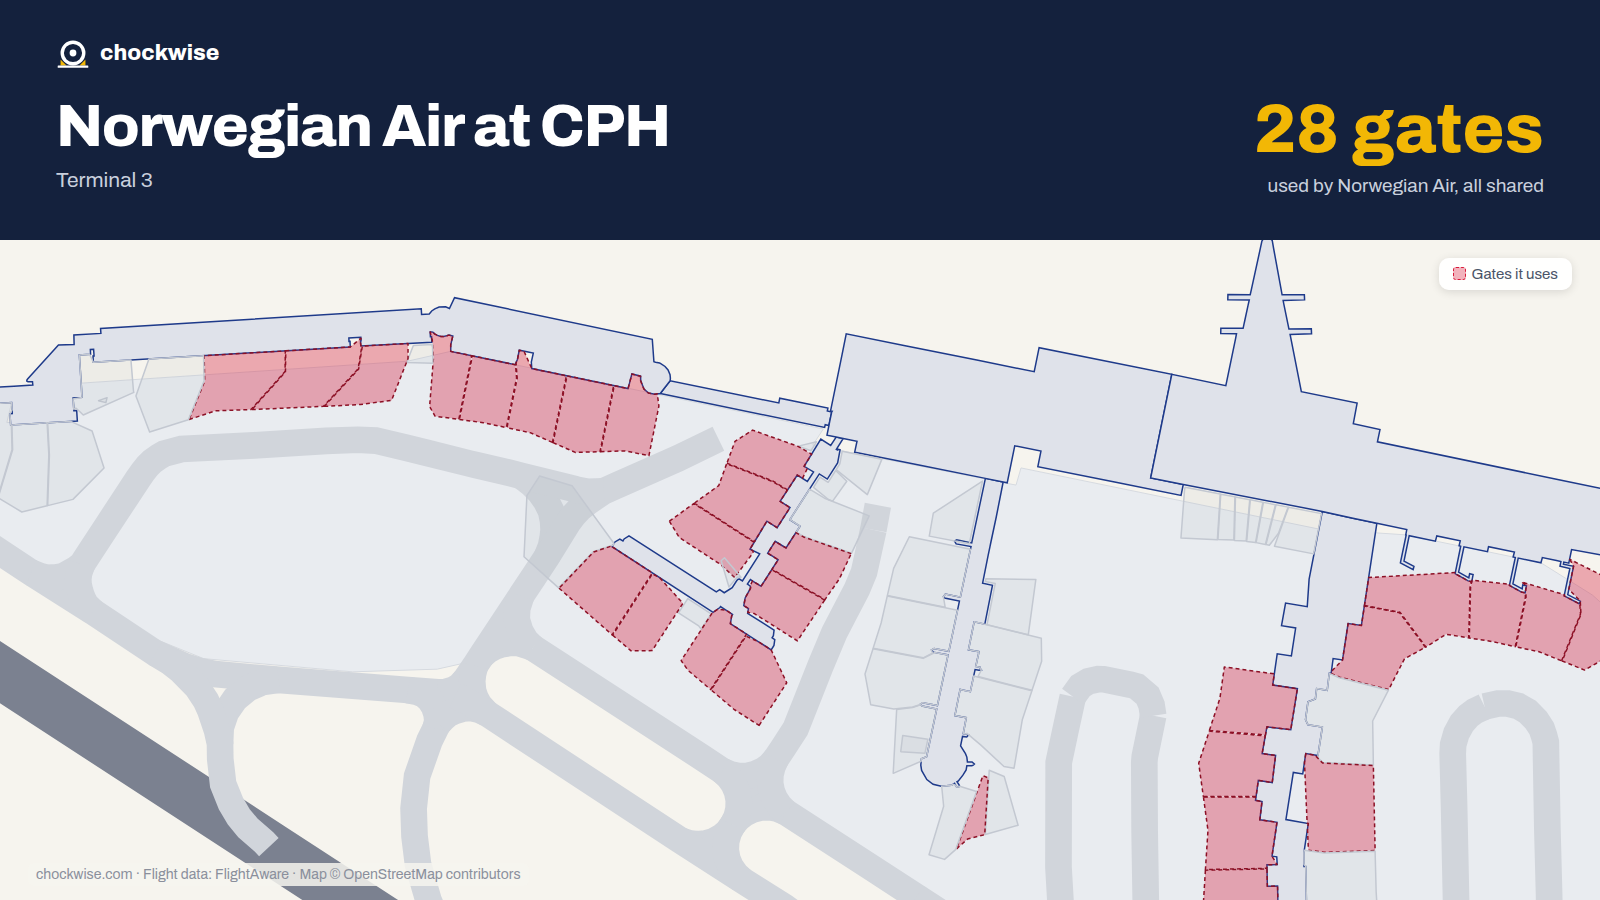 chockwise
Norwegian Air at CPH
Terminal 3
28 gates
used by Norwegian Air, all shared
Gates it uses
chockwise.com · Flight data: FlightAware · Map © OpenStreetMap contributors